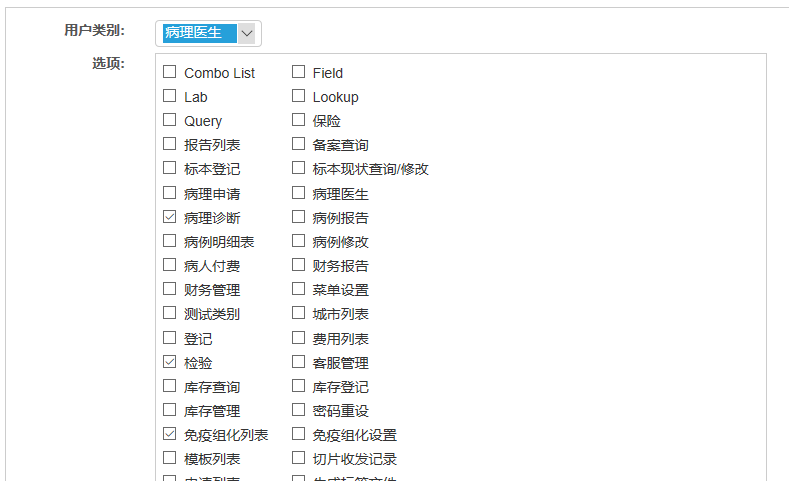 用户类别: 病理医生
选项:
Combo List Field
Lab Lookup
Query 保险
报告列表 备案查询
标本登记 标本现状查询/修改
病理申请 病理医生
病理诊断 病例报告
病例明细表 病例修改
病人付费 财务报告
财务管理 菜单设置
测试类别 城市列表
登记 费用列表
检验 客服管理
库存查询 库存登记
库存管理 密码重设
免疫组化列表 免疫组化设置
模板列表 切片收发记录